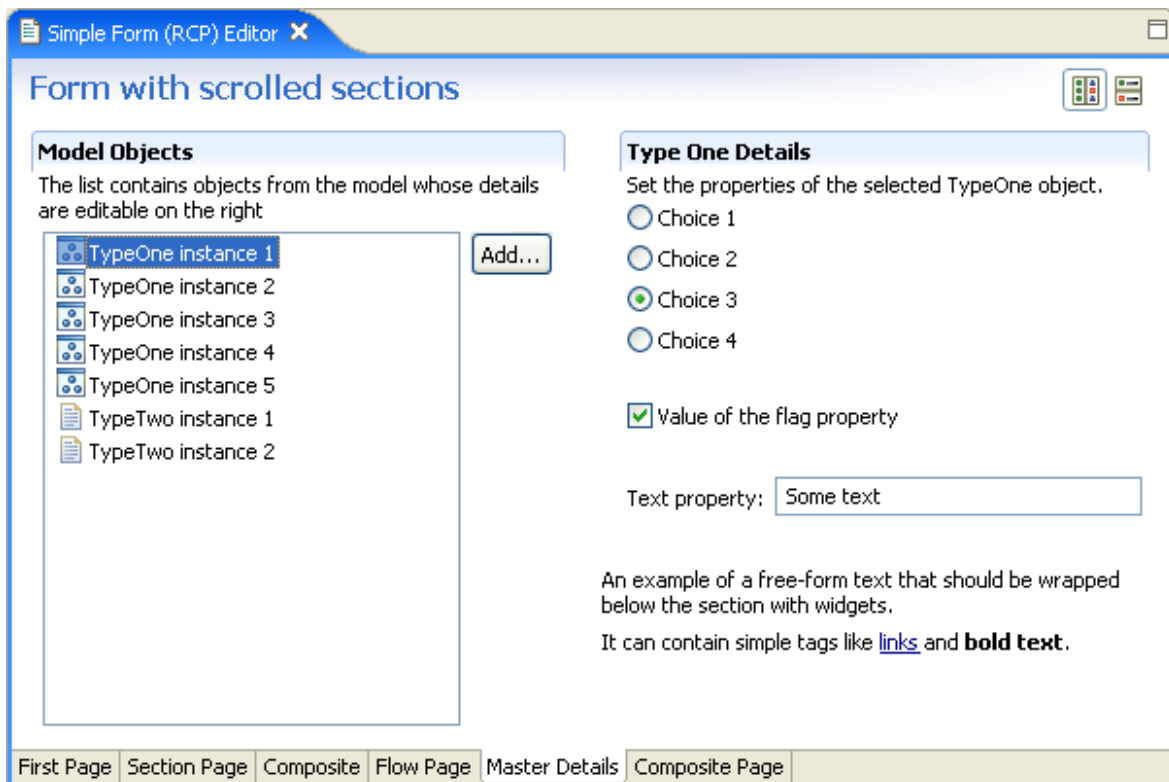 Simple Form (RCP) Editor
Form with scrolled sections
Model Objects
The list contains objects from the model whose details
are editable on the right
TypeOne instance 1
TypeOne instance 2
TypeOne instance 3
TypeOne instance 4
TypeOne instance 5
TypeTwo instance 1
TypeTwo instance 2
Add...
Type One Details
Set the properties of the selected TypeOne object.
Choice 1
Choice 2
Choice 3
Choice 4
Value of the flag property
Text property: Some text
An example of a free-form text that should be wrapped
below the section with widgets.
It can contain simple tags like links and bold text.
First Page Section Page Composite Flow Page Master Details Composite Page